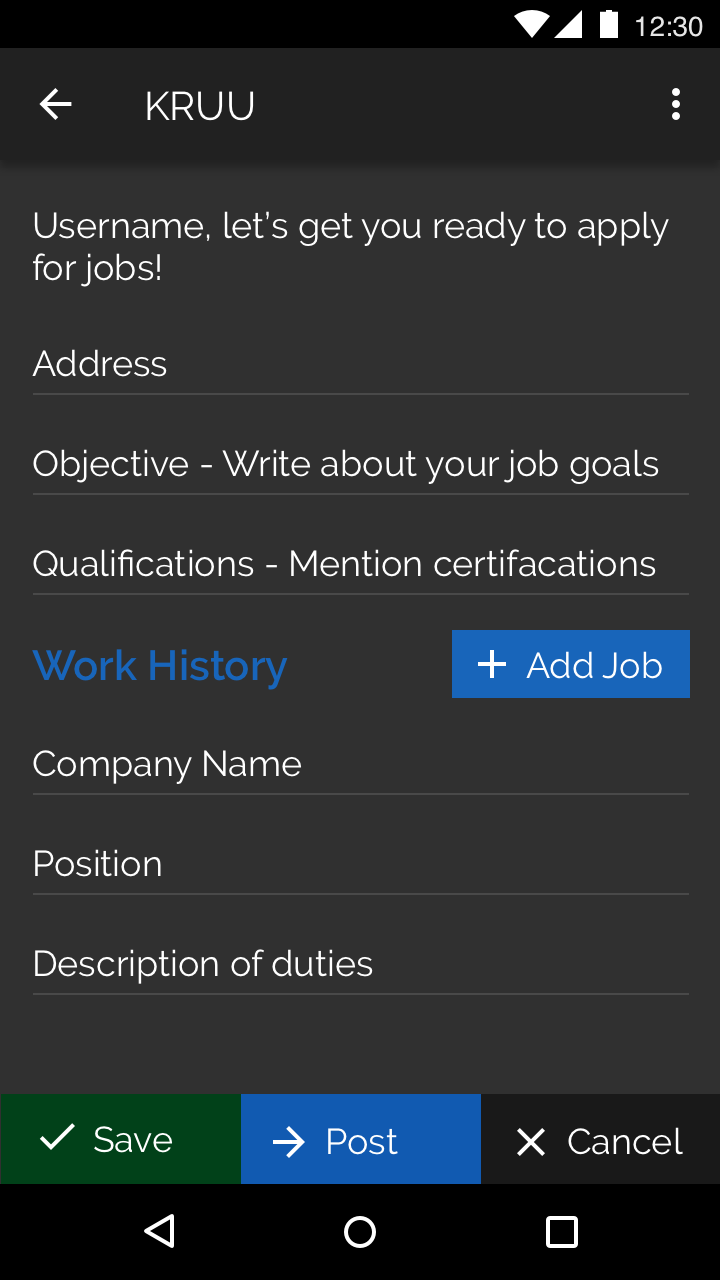 12:30
KRUU
Username, let's get you ready to apply
for jobs!
Address
Objective - Write about your job goals
Qualifications - Mention certifacations
Work History
Add Job
Company Name
Position
Description of duties
Save
Post
Cancel